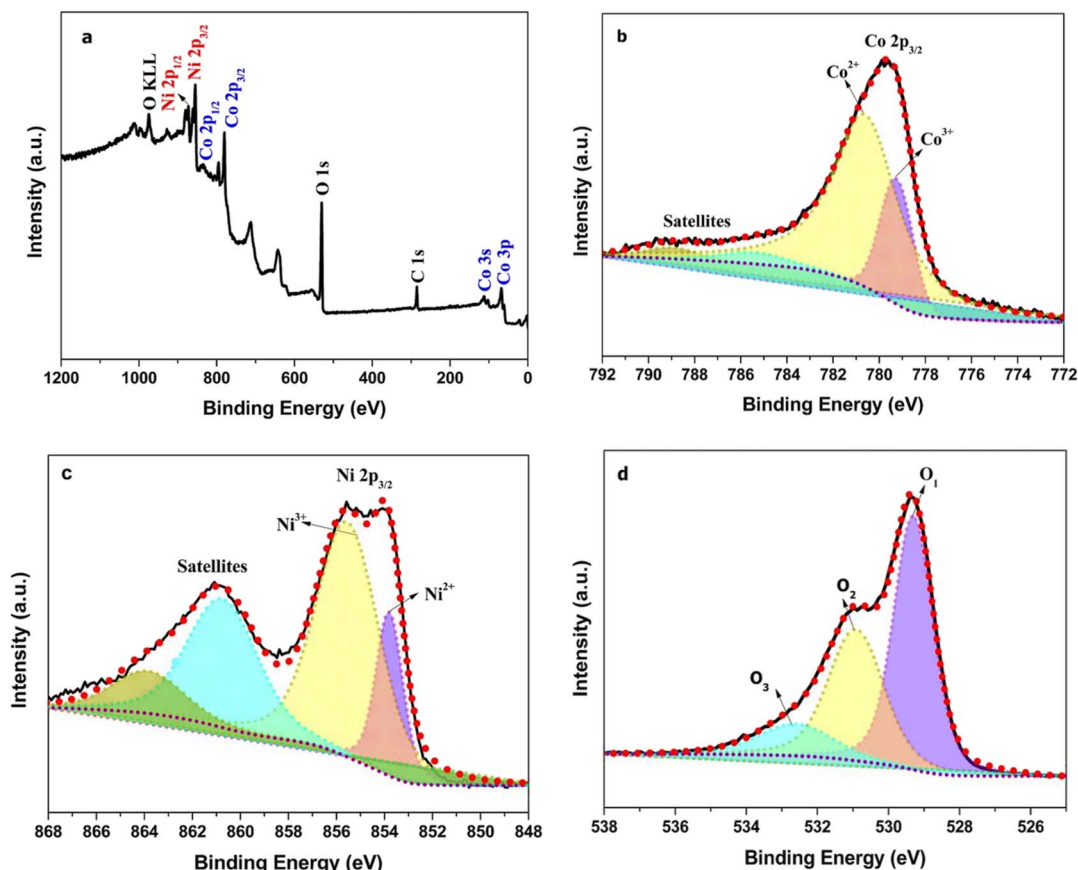 a
O KLL
Ni 2p1/2
Ni 2p3/2
Co 2p1/2
Co 2p3/2
O 1s
C 1s
Co 3s
Co 3p
Intensity (a.u.)
1200 1000 800 600 400 200 0
Binding Energy (eV)
b
Co 2p3/2
Co2+
Co3+
Satellites
Intensity (a.u.)
792 790 788 786 784 782 780 778 776 774 772
Binding Energy (eV)
c
Ni 2p3/2
Ni3+
Ni2+
Satellites
Intensity (a.u.)
868 866 864 862 860 858 856 854 852 850 848
Binding Energy (eV)
d
O1
O2
O3
Intensity (a.u.)
538 536 534 532 530 528 526
Binding Energy (eV)